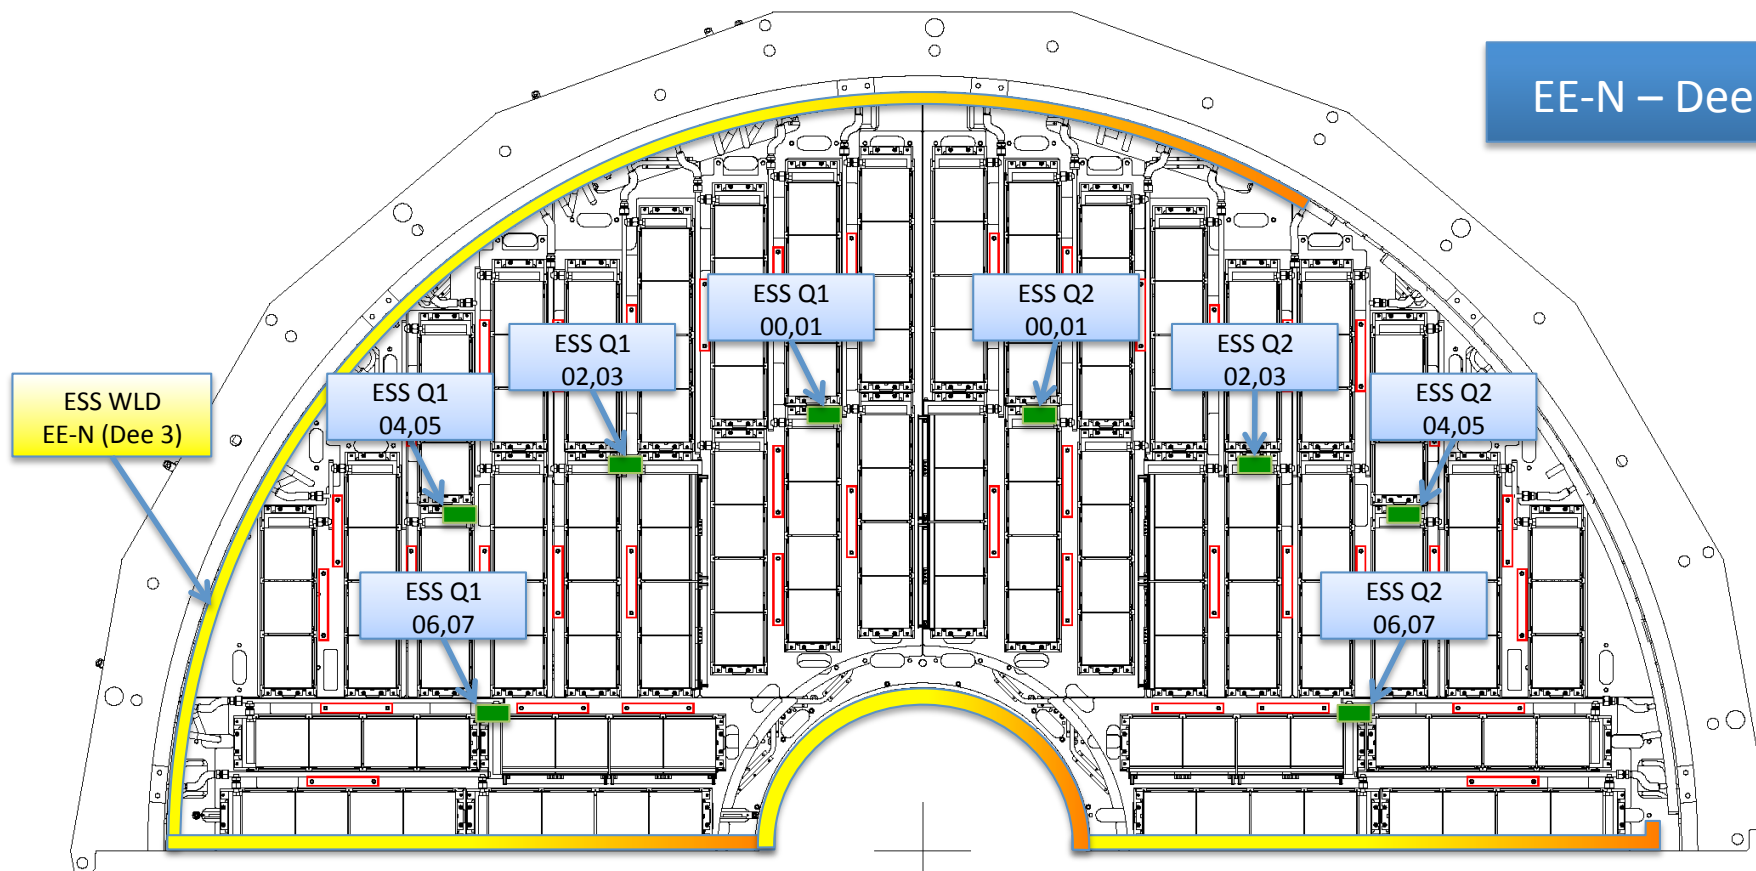 EE-N – Dee
ESS Q1
00,01
ESS Q2
00,01
ESS Q1
02,03
ESS Q2
02,03
ESS WLD
EE-N (Dee 3)
ESS Q1
04,05
ESS Q2
04,05
ESS Q1
06,07
ESS Q2
06,07